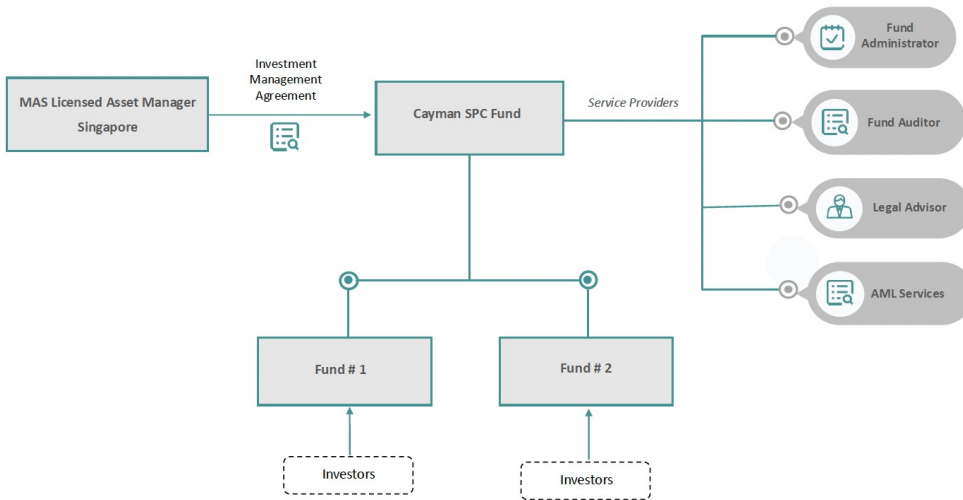 Investment
Management
Agreement
MAS Licensed Asset Manager
Singapore
Cayman SPC Fund
Service Providers
Fund
Administrator
Fund Auditor
Legal Advisor
AML Services
Fund # 1
Fund # 2
Investors
Investors